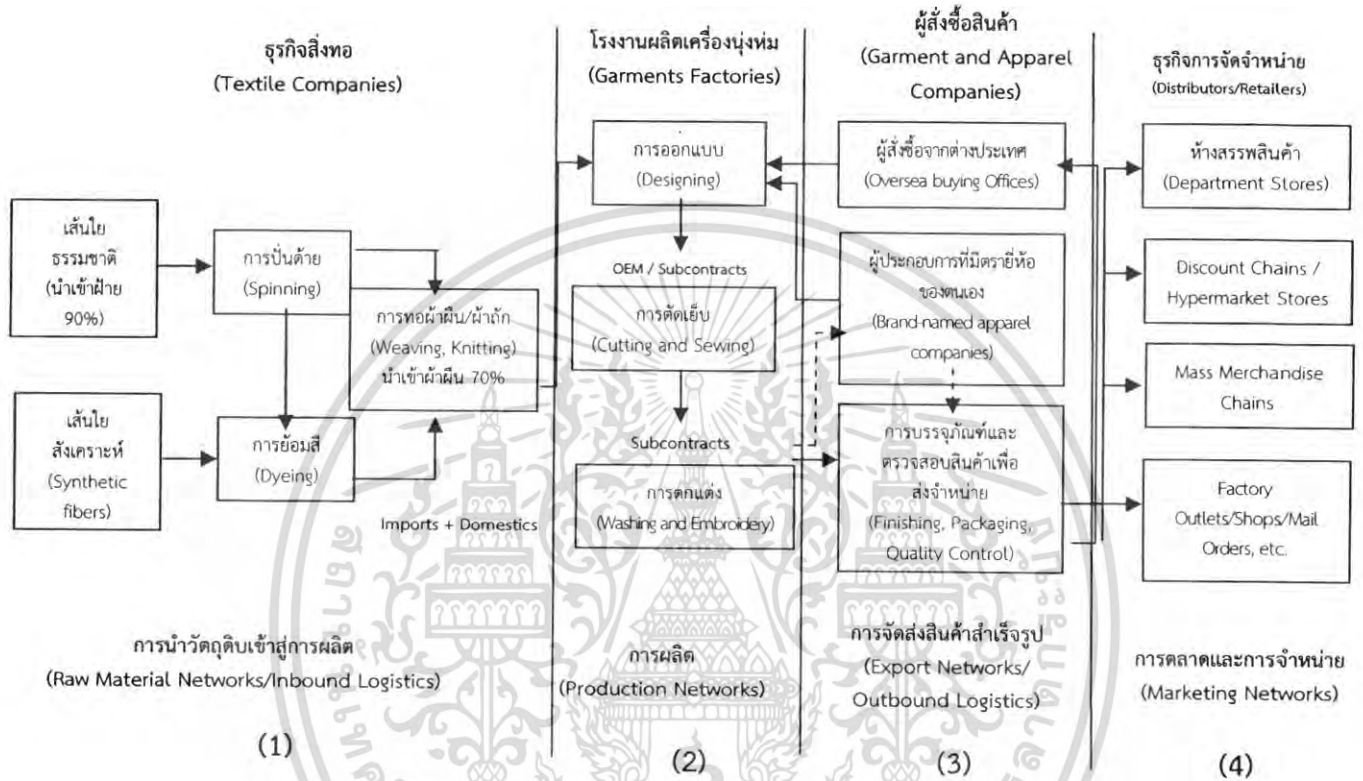 ธุรกิจสิ่งทอ
(Textile Companies)
เส้นใย
ธรรมชาติ
(นำเข้าฝ้าย
90%)
เส้นใย
สังเคราะห์
(Synthetic
fibers)
การปั่นด้าย
(Spinning)
การย้อมสี
(Dyeing)
การทอผ้าผืน/ผ้าถัก
(Weaving, Knitting)
นำเข้าผ้าผืน 70%
Imports + Domestics
การนำวัตถุดิบเข้าสู่การผลิต
(Raw Material Networks/Inbound Logistics)
(1)
โรงงานผลิตเครื่องนุ่งห่ม
(Garments Factories)
การออกแบบ
(Designing)
OEM / Subcontracts
การตัดเย็บ
(Cutting and Sewing)
Subcontracts
การตกแต่ง
(Washing and Embroidery)
การผลิต
(Production Networks)
(2)
ผู้สั่งซื้อสินค้า
(Garment and Apparel
Companies)
ผู้สั่งซื้อจากต่างประเทศ
(Oversea buying Offices)
ผู้ประกอบการที่มีตรายี่ห้อ
ของตนเอง
(Brand-named apparel
companies)
การบรรจุภัณฑ์และ
ตรวจสอบสินค้าเพื่อ
ส่งจำหน่าย
(Finishing, Packaging,
Quality Control)
การจัดส่งสินค้าสำเร็จรูป
(Export Networks/
Outbound Logistics)
(3)
ธุรกิจการจัดจำหน่าย
(Distributors/Retailers)
ห้างสรรพสินค้า
(Department Stores)
Discount Chains /
Hypermarket Stores
Mass Merchandise
Chains
Factory
Outlets/Shops/Mail
Orders, etc.
การตลาดและการจำหน่าย
(Marketing Networks)
(4)